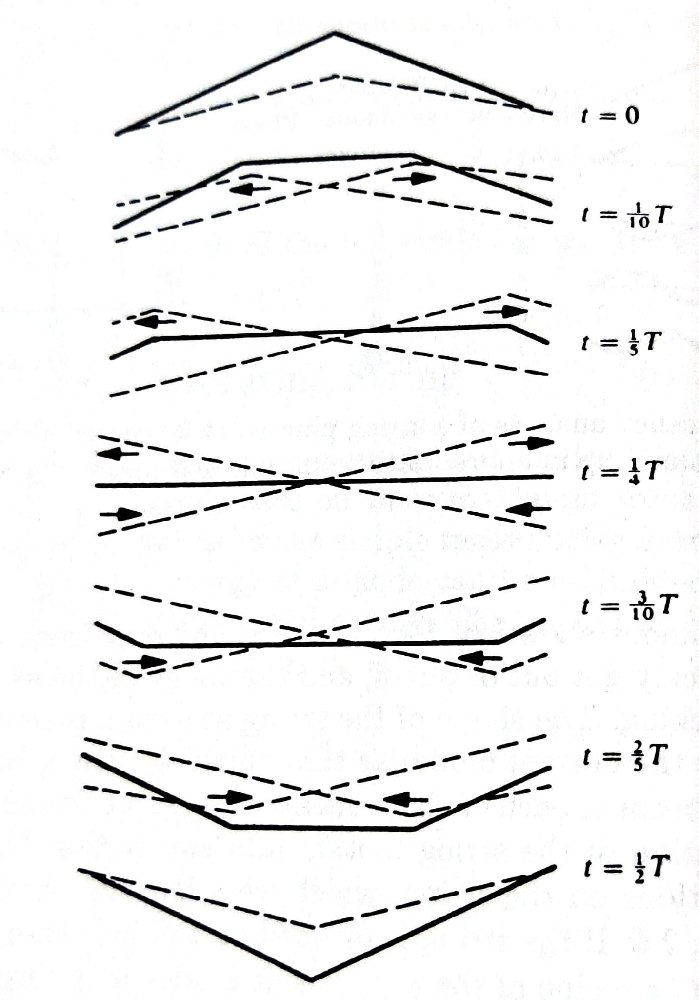 t = 0
t = 1/10 T
t = 1/5 T
t = 1/4 T
t = 3/10 T
t = 2/5 T
t = 1/2 T